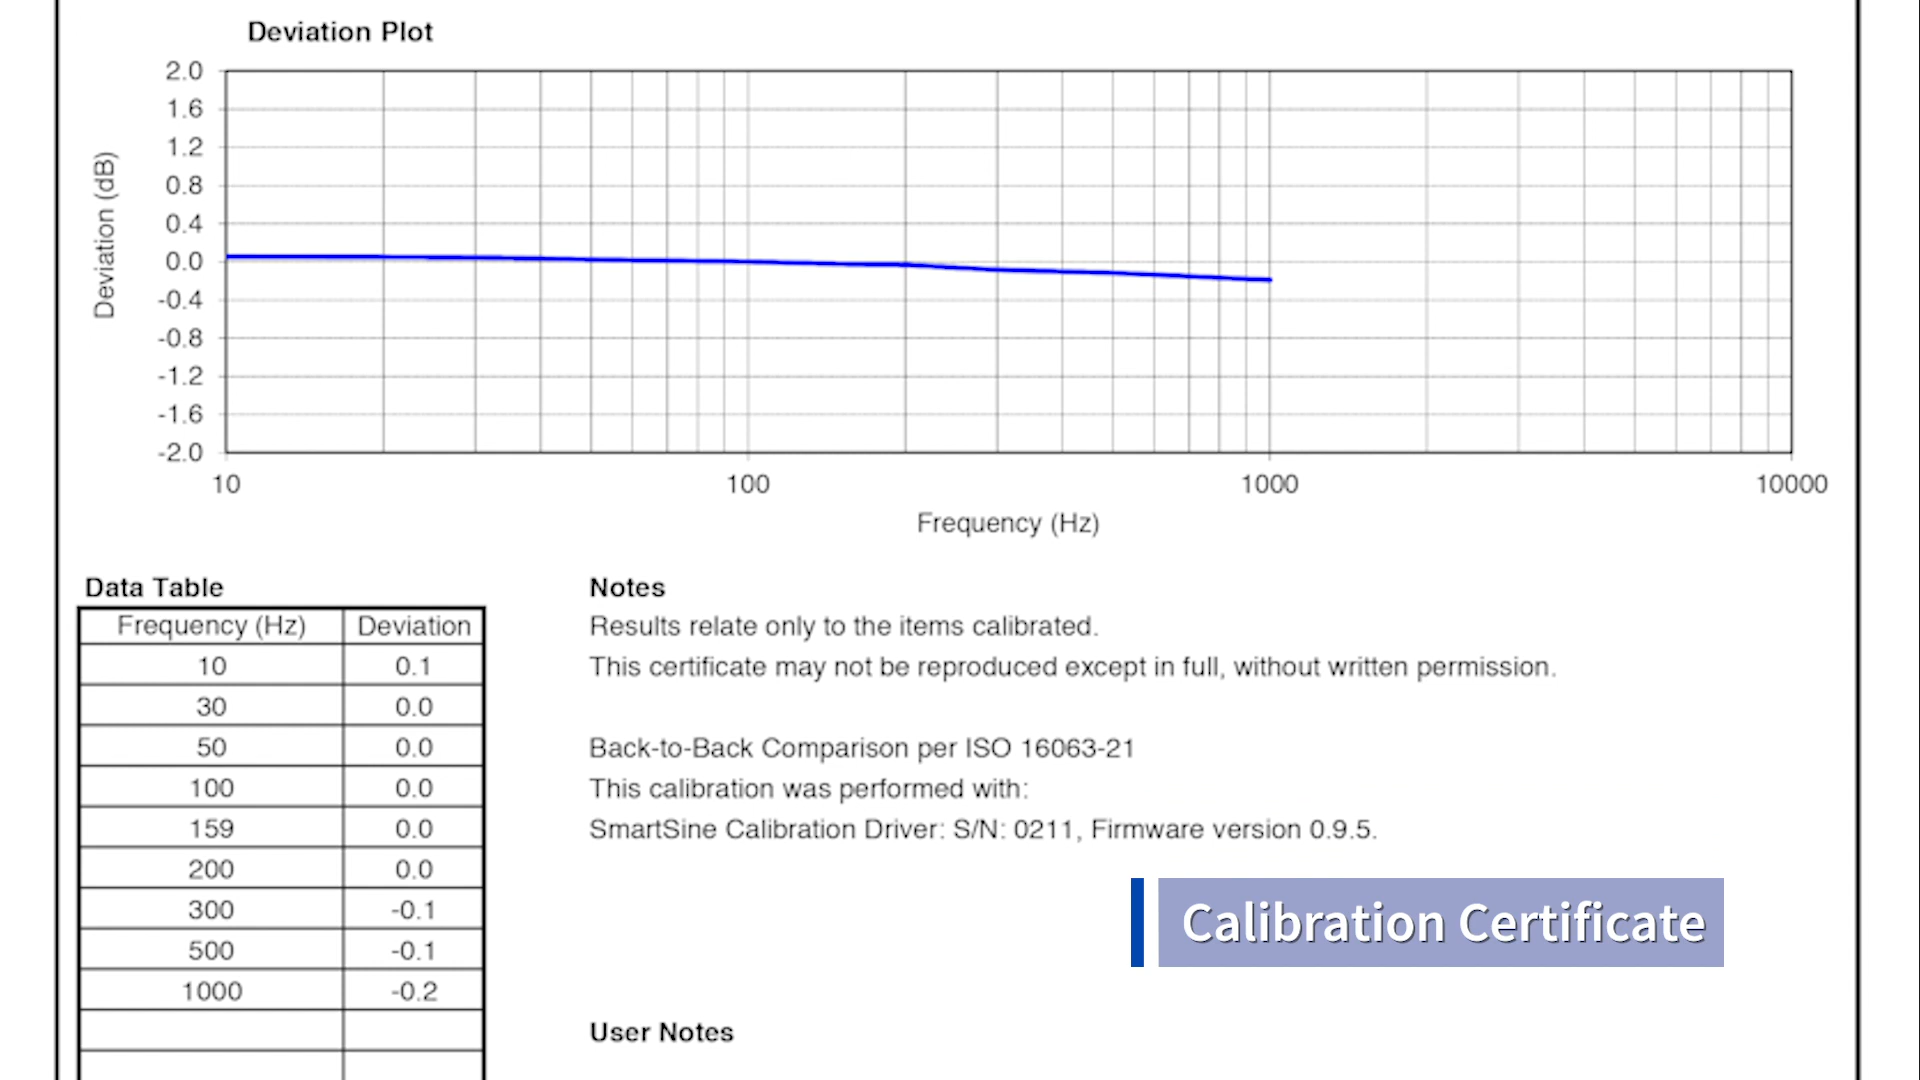 Deviation Plot
2.0
1.6
1.2
0.8
0.4
0.0
-0.4
-0.8
-1.2
-1.6
-2.0
Deviation (dB)
10 100 1000 10000
Frequency (Hz)
Data Table
Frequency (Hz) Deviation
10 0.1
30 0.0
50 0.0
100 0.0
159 0.0
200 0.0
300 -0.1
500 -0.1
1000 -0.2
Notes
Results relate only to the items calibrated.
This certificate may not be reproduced except in full, without written permission.
Back-to-Back Comparison per ISO 16063-21
This calibration was performed with:
SmartSine Calibration Driver: S/N: 0211, Firmware version 0.9.5.
Calibration Certificate
User Notes